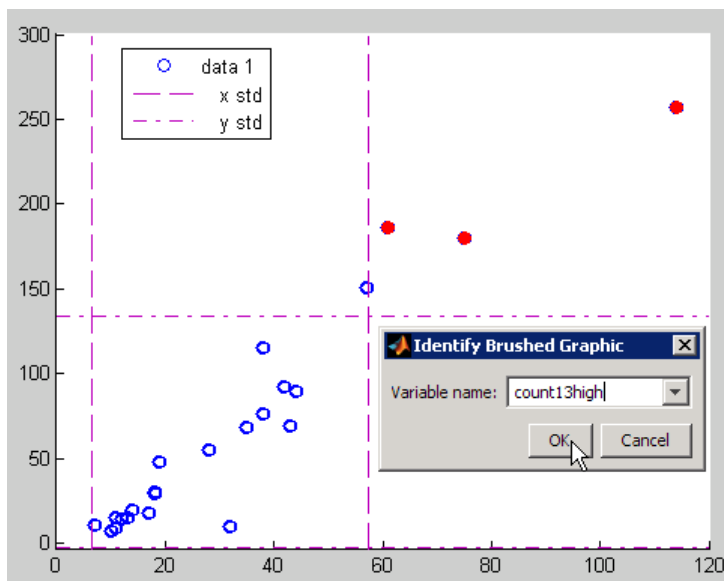 300
250
200
150
100
50
0
data 1
x std
y std
Identify Brushed Graphic
Variable name: count13high
OK Cancel
0 20 40 60 80 100 120